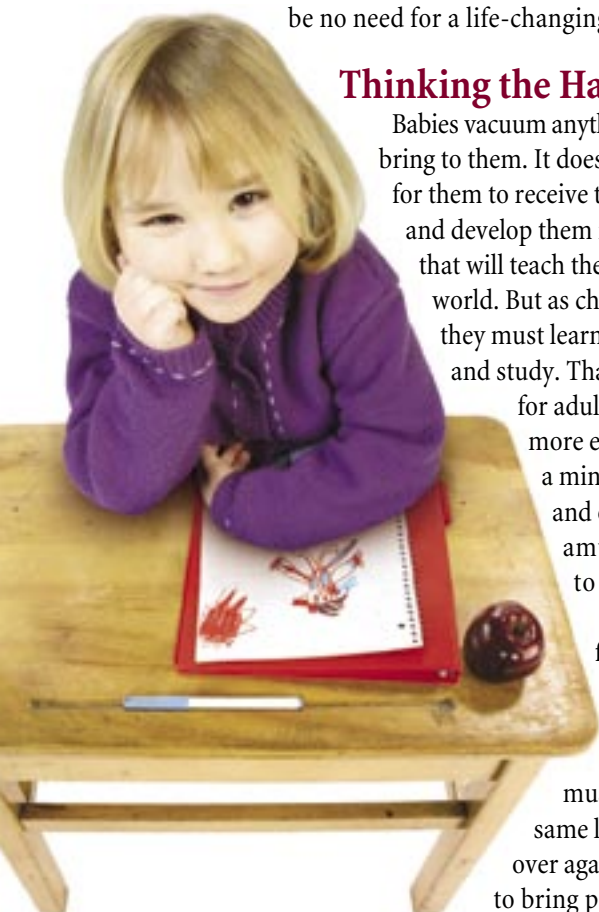 be no need for a life-changing
Thinking the Ha
Babies vacuum anyth
bring to them. It does
for them to receive t
and develop them
that will teach the
world. But as ch
they must learn
and study. Tha
for adul
more e
a min
and
am
to
f
mu
same l
over aga
to bring p